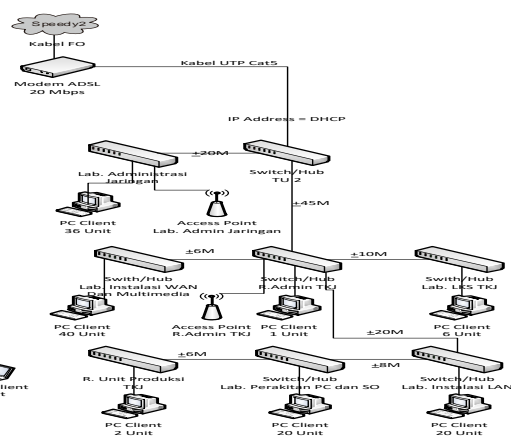 Speedy2
Kabel FO
Kabel UTP Cat5
Modem ADSL
20 Mbps
IP Address = DHCP
±20M
Lab. Administrasi
Jaringan
Switch/Hub
TU 2
±45M
PC Client
36 Unit
Access Point
Lab. Admin Jaringan
±6M
±10M
Swith/Hub
Lab. Instalasi WAN
Dan Multimedia
Switch/Hub
R.Admin TKJ
Swith/Hub
Lab. LKS TKJ
PC Client
40 Unit
Access Point
R.Admin TKJ
PC Client
1 Unit
PC Client
6 Unit
±20M
±6M
±8M
R. Unit Produksi
TKJ
Switch/Hub
Lab. Perakitan PC dan SO
Switch/Hub
Lab. Instalasi LAN
lient
t
PC Client
2 Unit
PC Client
20 Unit
PC Client
20 Unit